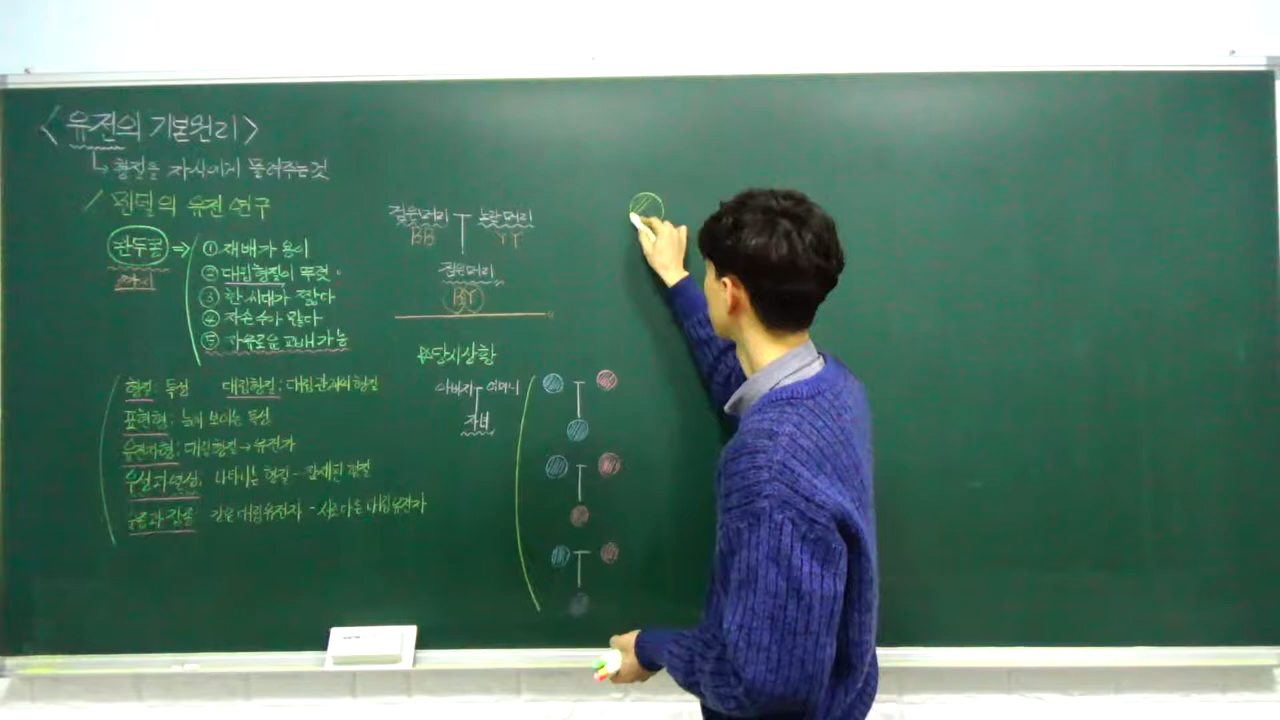 <유전의 기본원리>
↳ 형질을 자식에게 물려주는 것
/ 멘델의 유전 연구
완두콩 ⇒
① 재배가 용이
② 대립형질이 뚜렷
③ 한 세대가 짧다
④ 자손 수가 많다
⑤ 자유로운 교배 가능
형질: 특성 대립형질: 대립관계의 형질
표현형: 눈에 보이는 특성
유전자형: 대립형질→유전자
우성과 열성: 나타나는 형질 - 잠재된 형질
순종과 잡종: 같은 대립유전자 - 서로 다른 대립유전자
검은머리 노랑머리
BB YY
검은머리
BY
당시상황
아버지 어머니
자녀